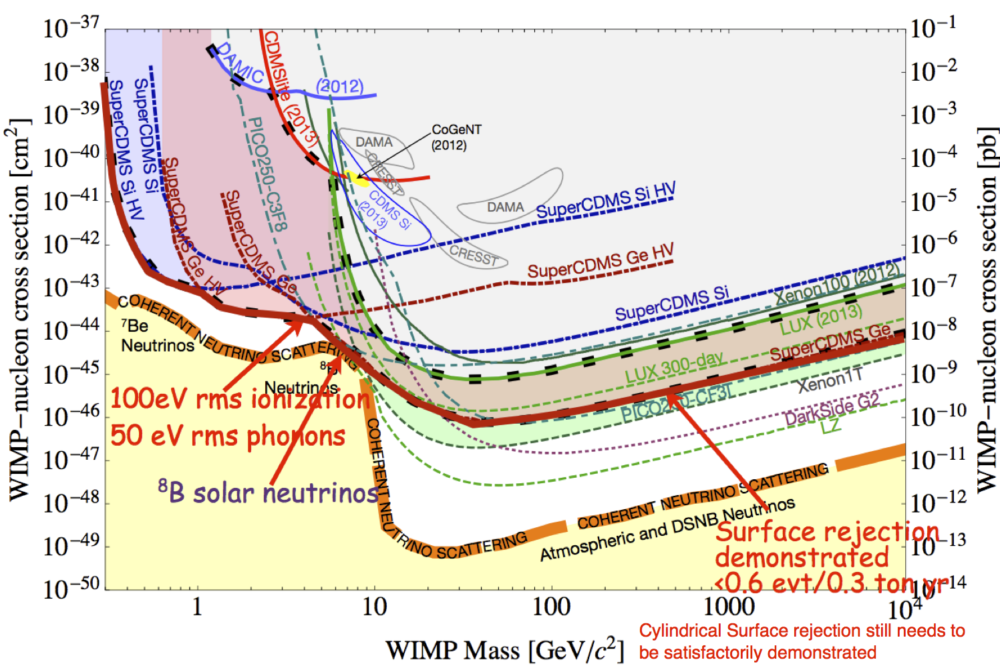 10−37
10−38
10−39
10−40
10−41
10−42
10−43
10−44
10−45
10−46
10−47
10−48
10−49
10−50
WIMP−nucleon cross section [cm2]
10−1
10−2
10−3
10−4
10−5
10−6
10−7
10−8
10−9
10−10
10−11
10−12
10−13
10−14
WIMP−nucleon cross section [pb]
1
10
100
1000
104
WIMP Mass [GeV/c2]
DAMIC
(2012)
CDMSlite (2013)
SuperCDMS Si HV
SuperCDMS Si
SuperCDMS Ge HV
SuperCDMS Ge
PICO250-C3F8
DAMA
CRESST
CoGeNT
(2012)
CDMS Si
(2013)
DAMA
CRESST
SuperCDMS Si HV
SuperCDMS Ge HV
SuperCDMS Si
Xenon100 (2012)
LUX (2013)
SuperCDMS Ge
LUX 300-day
Xenon1T
PICO250-CF3I
DarkSide G2
LZ
COHERENT NEUTRINO SCATTERING
7Be
Neutrinos
8B
Neutrinos
100eV rms ionization
50 eV rms phonons
8B solar neutrinos
COHERENT NEUTRINO SCATTERING
COHERENT NEUTRINO SCATTERING
Atmospheric and DSNB Neutrinos
Surface rejection
demonstrated
<0.6 evt/0.3 ton yr
Cylindrical Surface rejection still needs to
be satisfactorily demonstrated